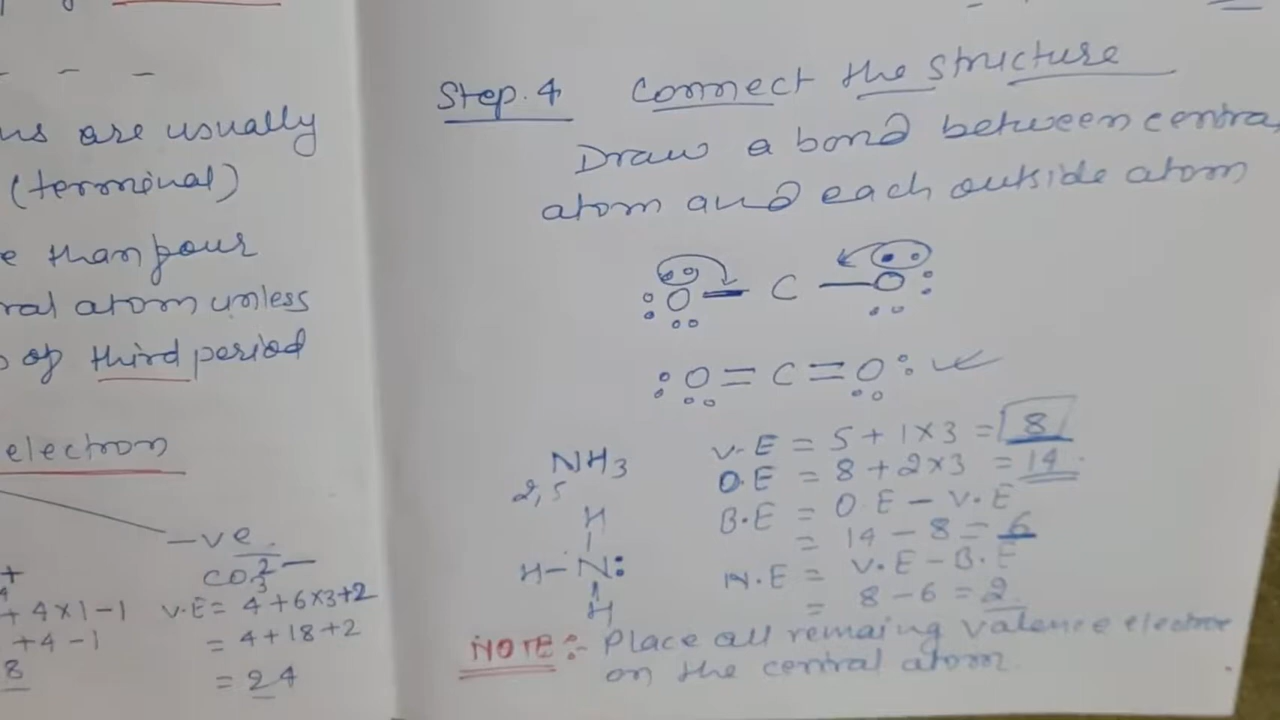 ns are usually
(terminal)
e than four
ral atom unless
of third period
electron
-ve
CO₃²⁻
+ 4×1-1
+4-1
8
V.E = 4+6×3+2
= 4+18+2
= 24
Step. 4 Connect the structure
Draw a bond between centra
atom and each outside atom
O — C — O
:O = C = O:
NH₃
2,5
H
H-N:
H
V.E = 5+1×3 = 8
O.E = 8+2×3 = 14
B.E = O E - V.E
= 14 - 8 = 6
N.E = V.E - B.E
= 8-6 = 2
NOTE:- Place all remaing valence electron
on the central atom